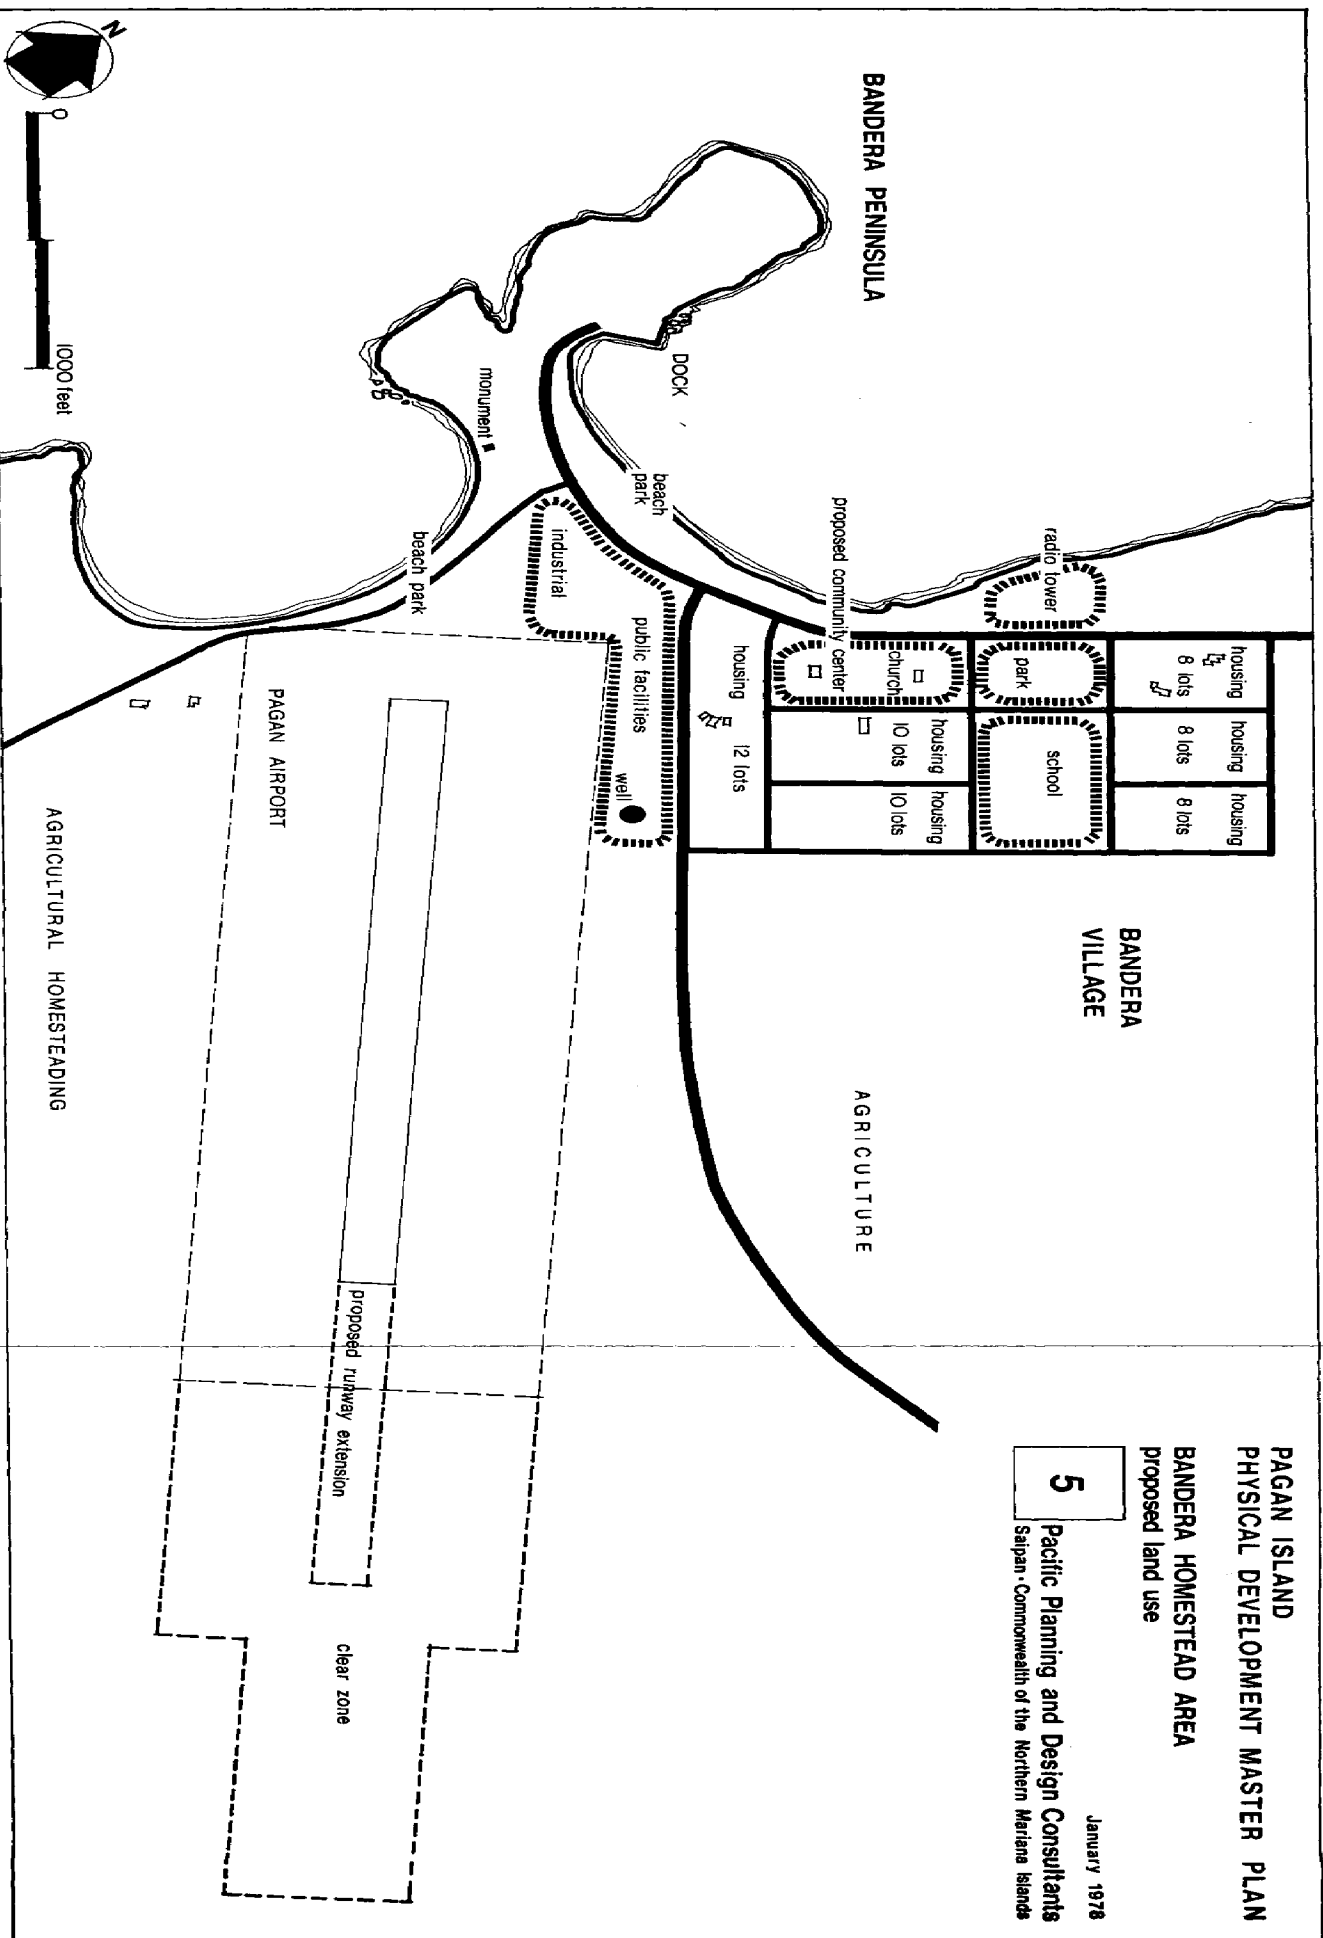 PAGAN ISLAND
PHYSICAL DEVELOPMENT MASTER PLAN
BANDERA HOMESTEAD AREA
proposed land use
January 1978
5
Pacific Planning and Design Consultants
Saipan · Commonwealth of the Northern Mariana Islands
BANDERA PENINSULA
BANDERA
VILLAGE
housing
8 lots
housing
8 lots
housing
8 lots
radio tower
park
school
proposed community center
church
housing
10 lots
housing
10 lots
housing
12 lots
AGRICULTURE
DOCK
beach
park
public facilities
well
industrial
monument
beach park
PAGAN AIRPORT
proposed runway extension
clear zone
AGRICULTURAL HOMESTEADING
N
0
1000 feet